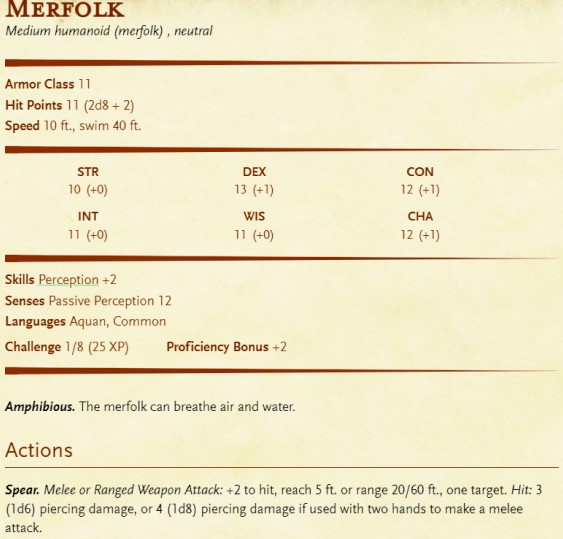 MERFOLK
Medium humanoid (merfolk) , neutral
Armor Class 11
Hit Points 11 (2d8 + 2)
Speed 10 ft., swim 40 ft.
STR DEX CON
10 (+0) 13 (+1) 12 (+1)
INT WIS CHA
11 (+0) 11 (+0) 12 (+1)
Skills Perception +2
Senses Passive Perception 12
Languages Aquan, Common
Challenge 1/8 (25 XP) Proficiency Bonus +2
Amphibious. The merfolk can breathe air and water.
Actions
Spear. Melee or Ranged Weapon Attack: +2 to hit, reach 5 ft. or range 20/60 ft., one target. Hit: 3
(1d6) piercing damage, or 4 (1d8) piercing damage if used with two hands to make a melee
attack.